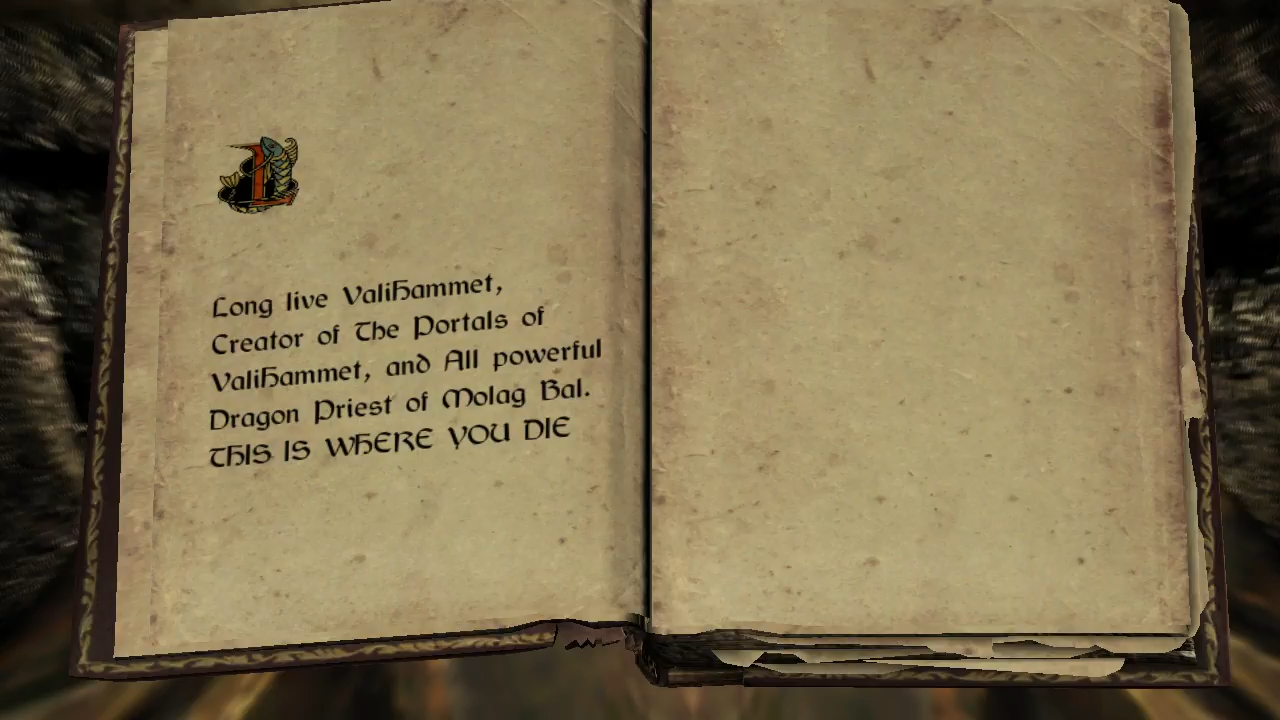 I
Long live ValiHammet,
Creator of The Portals of
ValiHammet, and All powerful
Dragon Priest of Molag Bal.
THIS IS WHERE YOU DIE